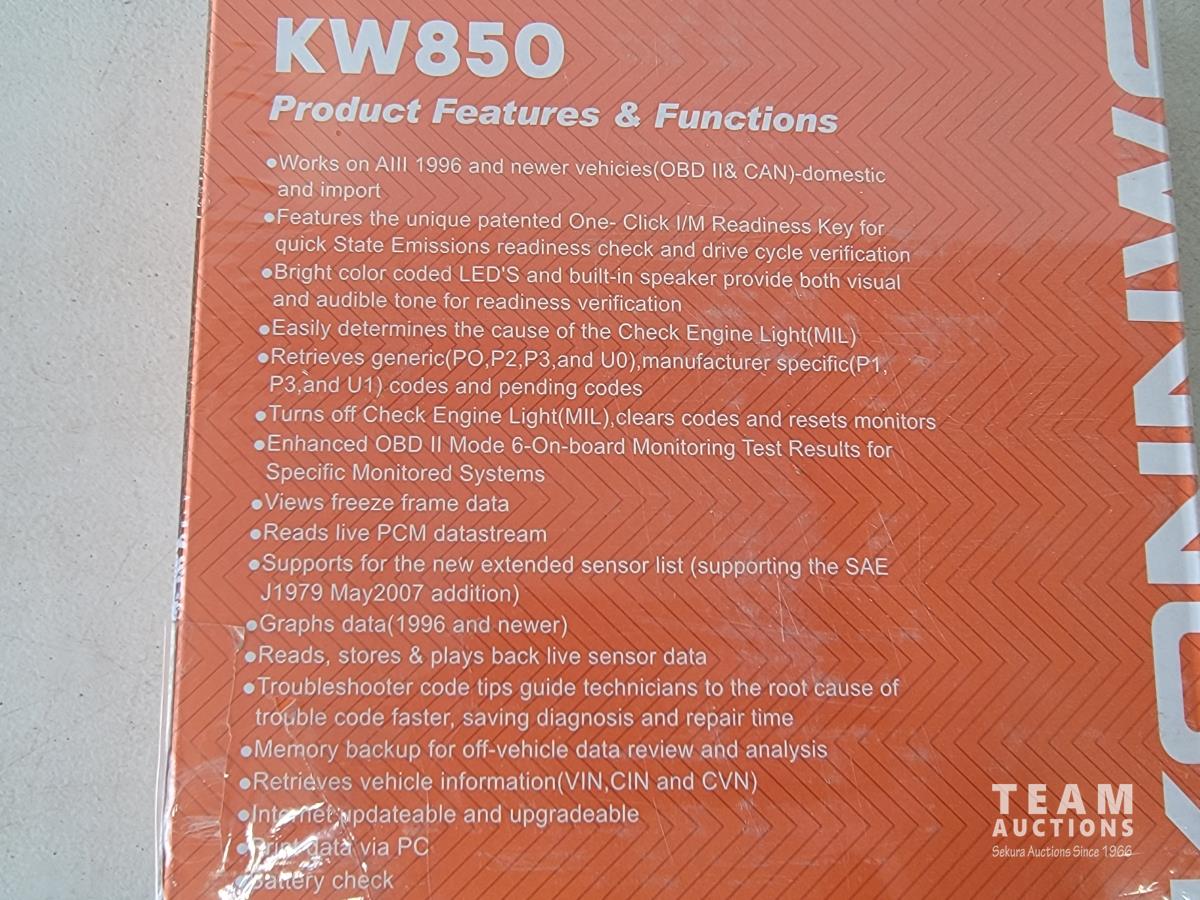 KW850
Product Features & Functions
●Works on AIII 1996 and newer vehicies(OBD II& CAN)-domestic
and import
●Features the unique patented One- Click I/M Readiness Key for
quick State Emissions readiness check and drive cycle verification
●Bright color coded LED'S and built-in speaker provide both visual
and audible tone for readiness verification
●Easily determines the cause of the Check Engine Light(MIL)
●Retrieves generic(PO,P2,P3,and U0),manufacturer specific(P1,
P3,and U1) codes and pending codes
●Turns off Check Engine Light(MIL),clears codes and resets monitors
●Enhanced OBD II Mode 6-On-board Monitoring Test Results for
Specific Monitored Systems
●Views freeze frame data
●Reads live PCM datastream
●Supports for the new extended sensor list (supporting the SAE
J1979 May2007 addition)
●Graphs data(1996 and newer)
●Reads, stores & plays back live sensor data
●Troubleshooter code tips guide technicians to the root cause of
trouble code faster, saving diagnosis and repair time
●Memory backup for off-vehicle data review and analysis
●Retrieves vehicle information(VIN,CIN and CVN)
●Internet updateable and upgradeable
●Print data via PC
●Battery check
KONNWE
TEAM
AUCTIONS
Sekura Auctions Since 1966